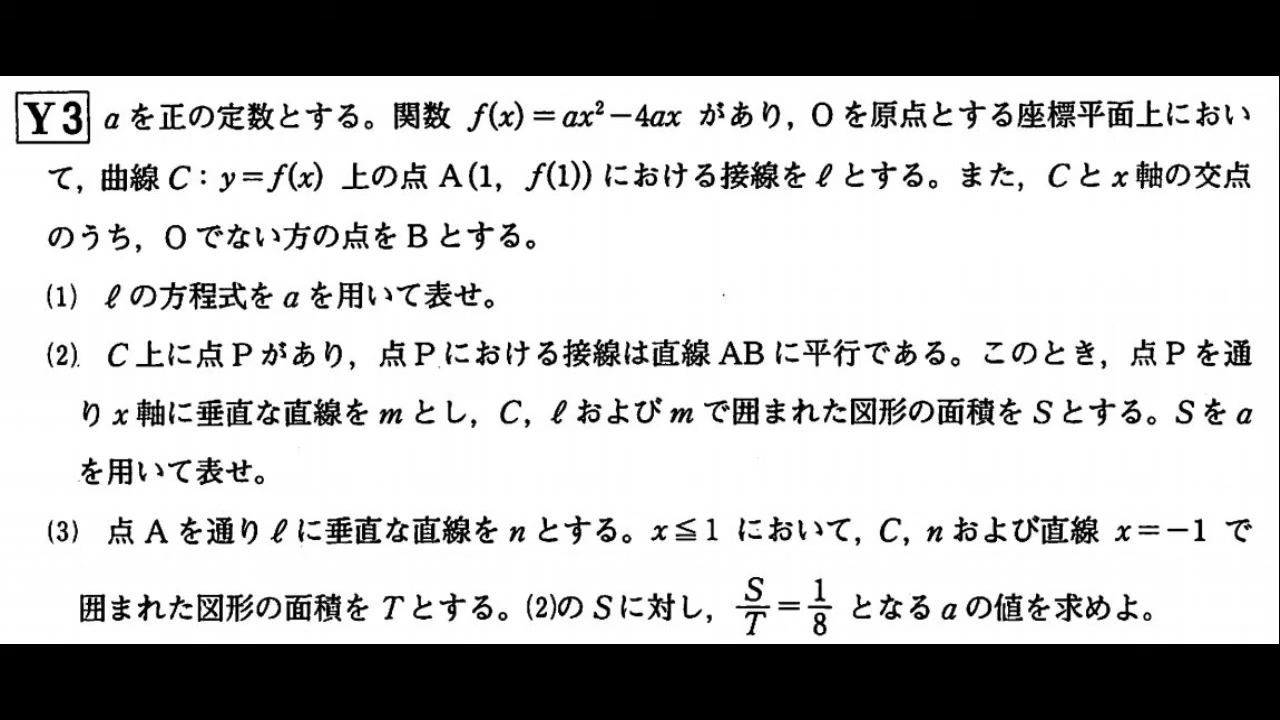 Y3 aを正の定数とする。関数 f(x)=ax²−4ax があり，Oを原点とする座標平面上におい
て，曲線C：y=f(x) 上の点A(1, f(1))における接線をℓとする。また，Cとx軸の交点
のうち，Oでない方の点をBとする。
(1) ℓの方程式をaを用いて表せ。
(2) C上に点Pがあり，点Pにおける接線は直線ABに平行である。このとき，点Pを通
りx軸に垂直な直線をmとし，C，ℓおよびmで囲まれた図形の面積をSとする。Sをa
を用いて表せ。
(3) 点Aを通りℓに垂直な直線をnとする。x≦1 において，C，nおよび直線 x=−1 で
囲まれた図形の面積をTとする。(2)のSに対し，S/T=1/8 となるaの値を求めよ。